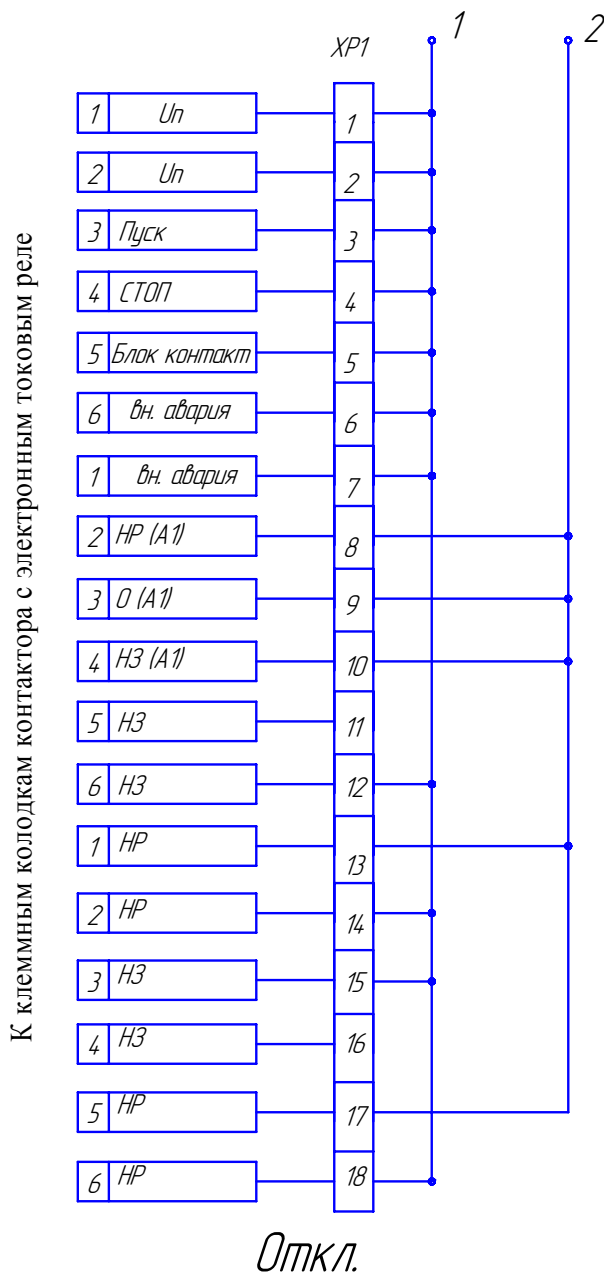 1
2
XP1
1 Uп 1
2 Uп 2
3 Пуск 3
4 СТОП 4
5 Блок контакт 5
6 вн. авария 6
1 вн. авария 7
2 НР (А1) 8
3 О (А1) 9
4 НЗ (А1) 10
5 НЗ 11
6 НЗ 12
1 НР 13
2 НР 14
3 НЗ 15
4 НЗ 16
5 НР 17
6 НР 18
К клеммным колодкам контактора с электронным токовым реле
Откл.